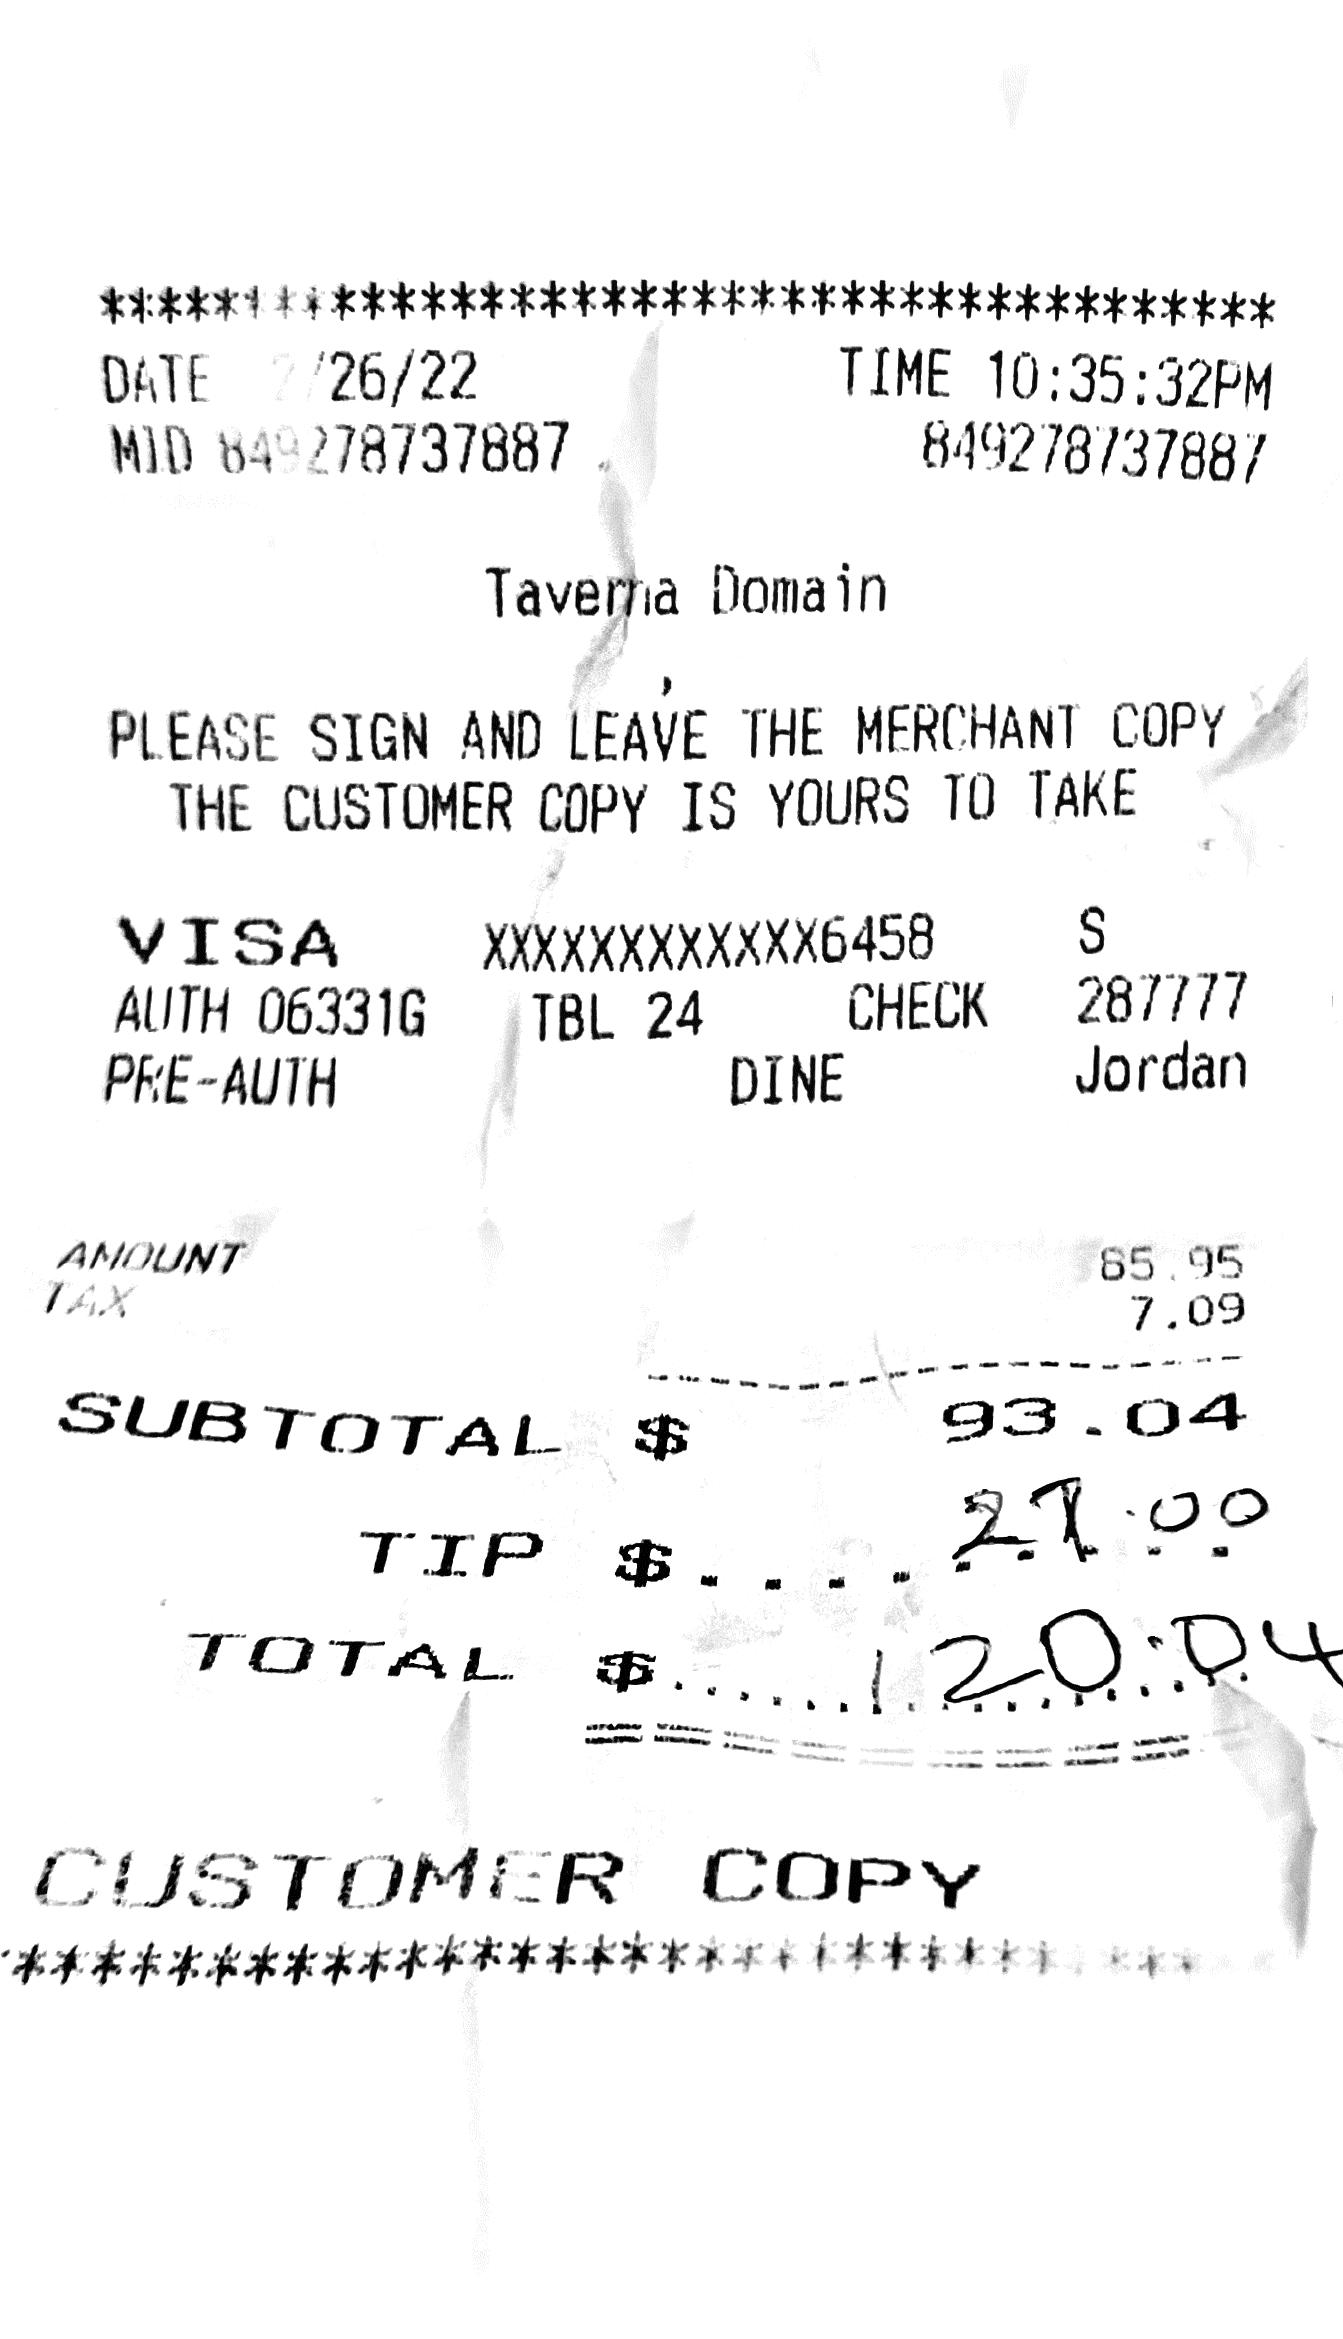 ****************************************
DATE 2/26/22 TIME 10:35:32PM
MID 849278737887 849278737887
Taverna Domain
PLEASE SIGN AND LEAVE THE MERCHANT COPY
THE CUSTOMER COPY IS YOURS TO TAKE
VISA XXXXXXXXXXXX6458 S
AUTH 06331G TBL 24 CHECK 287777
PRE-AUTH DINE Jordan
AMOUNT 85.95
TAX 7.09
SUBTOTAL $ 93.04
TIP $ 27.00
TOTAL $ 120.04
CUSTOMER COPY
*********************************